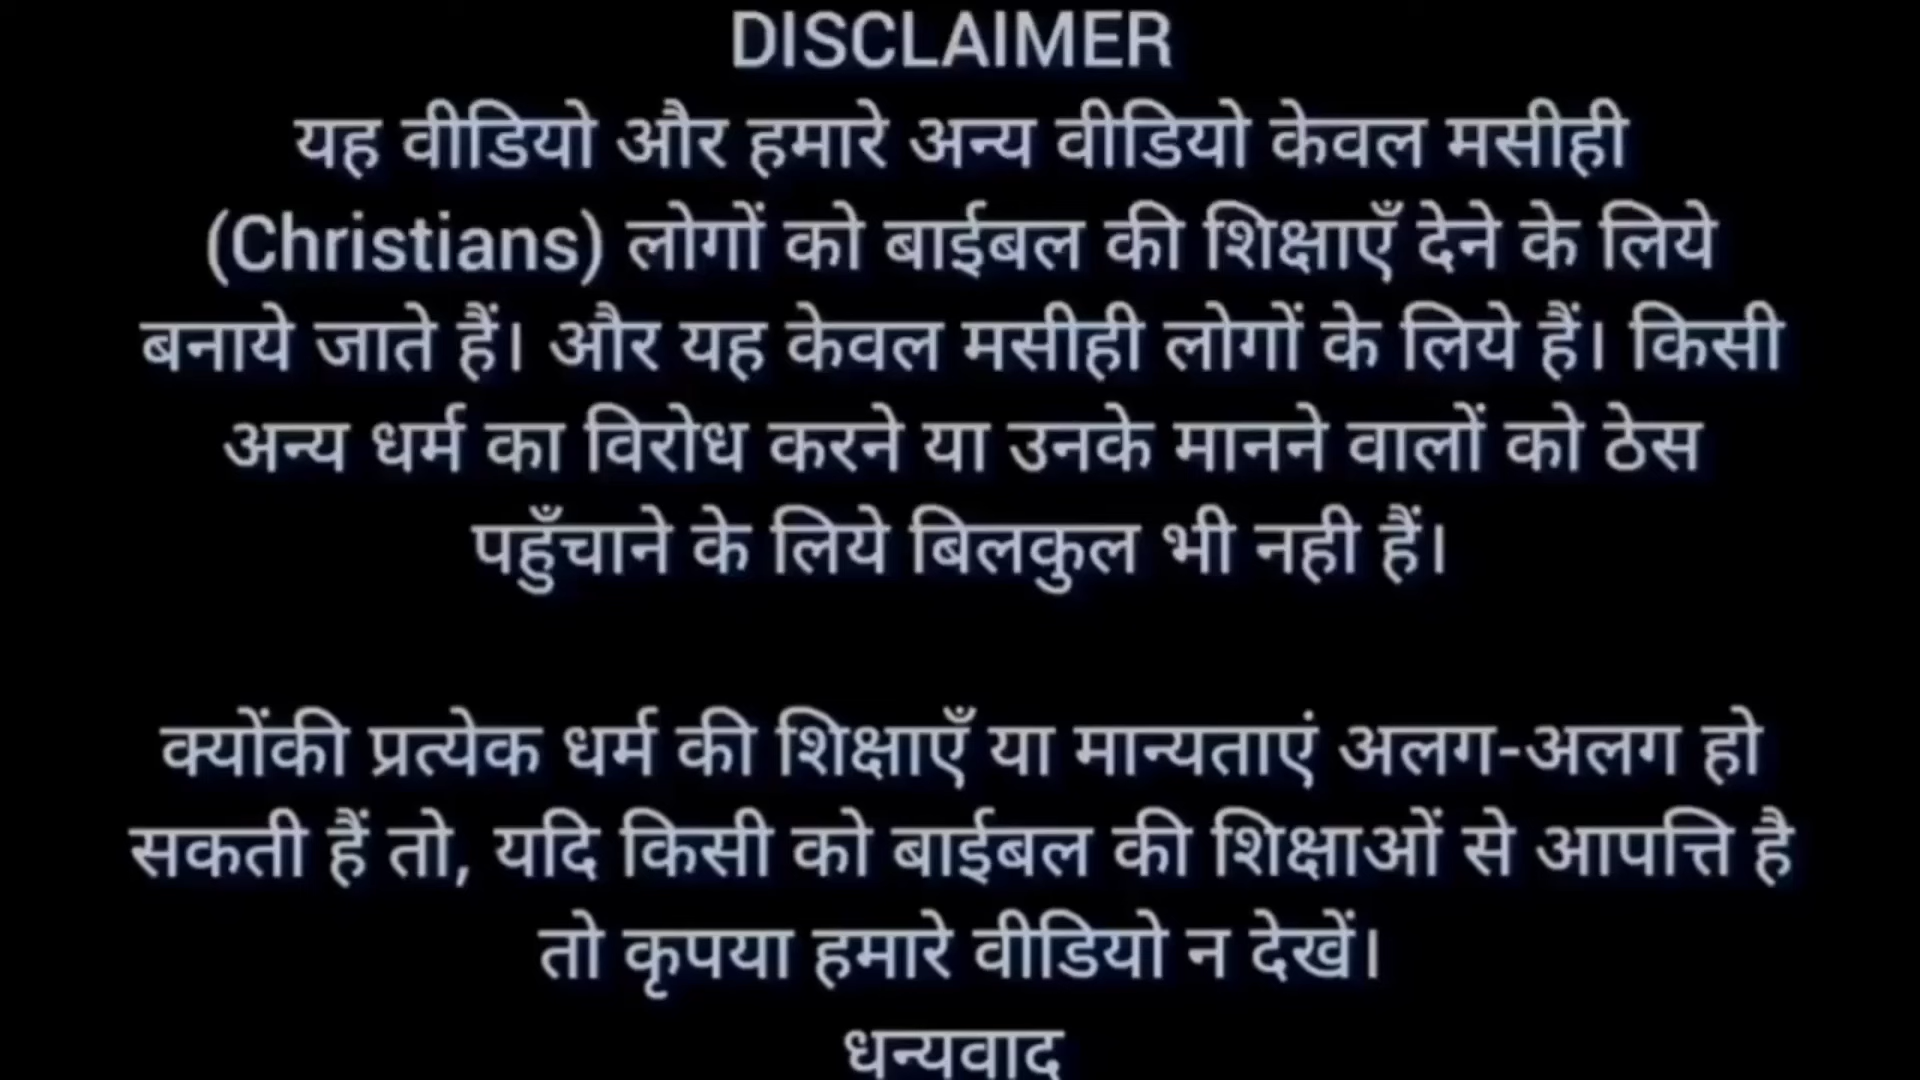 DISCLAIMER
यह वीडियो और हमारे अन्य वीडियो केवल मसीही
(Christians) लोगों को बाईबल की शिक्षाएँ देने के लिये
बनाये जाते हैं। और यह केवल मसीही लोगों के लिये हैं। किसी
अन्य धर्म का विरोध करने या उनके मानने वालों को ठेस
पहुँचाने के लिये बिलकुल भी नही हैं।
क्योंकी प्रत्येक धर्म की शिक्षाएँ या मान्यताएं अलग-अलग हो
सकती हैं तो, यदि किसी को बाईबल की शिक्षाओं से आपत्ति है
तो कृपया हमारे वीडियो न देखें।
धन्यवाद